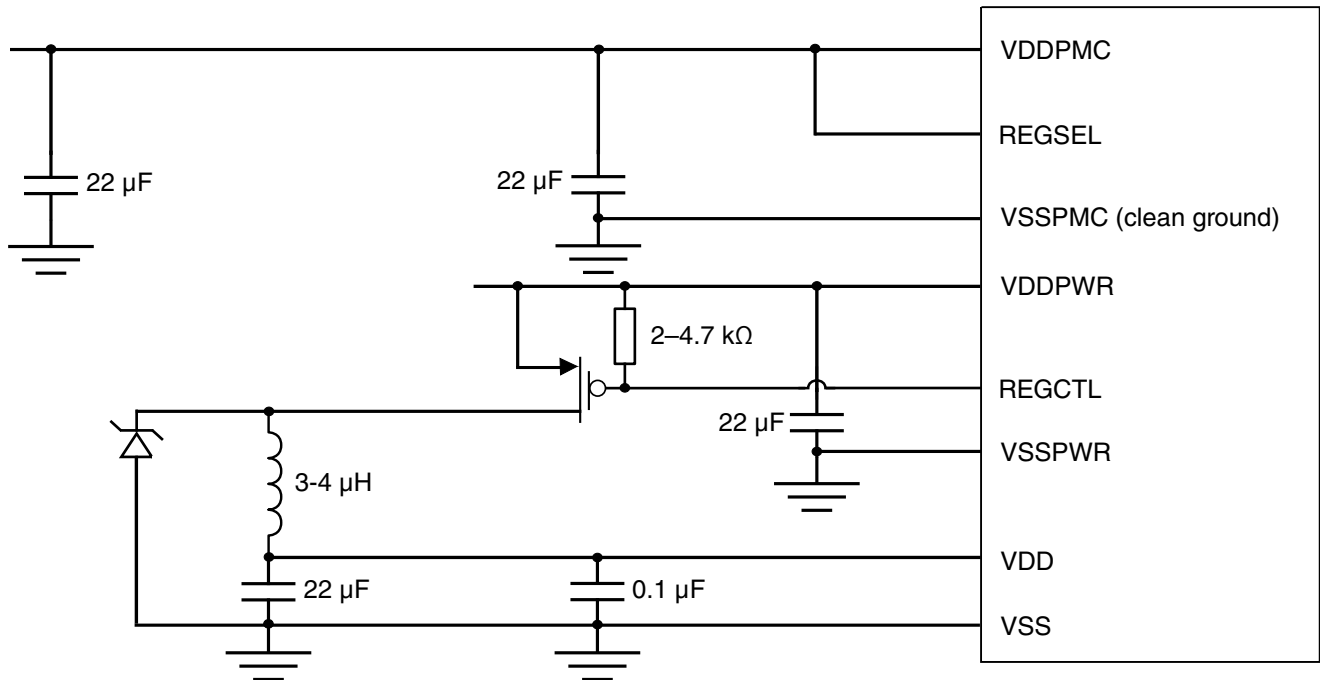 VDDPMC
REGSEL
22 µF
22 µF
VSSPMC (clean ground)
VDDPWR
2–4.7 kΩ
REGCTL
22 µF
VSSPWR
3-4 µH
VDD
22 µF
0.1 µF
VSS